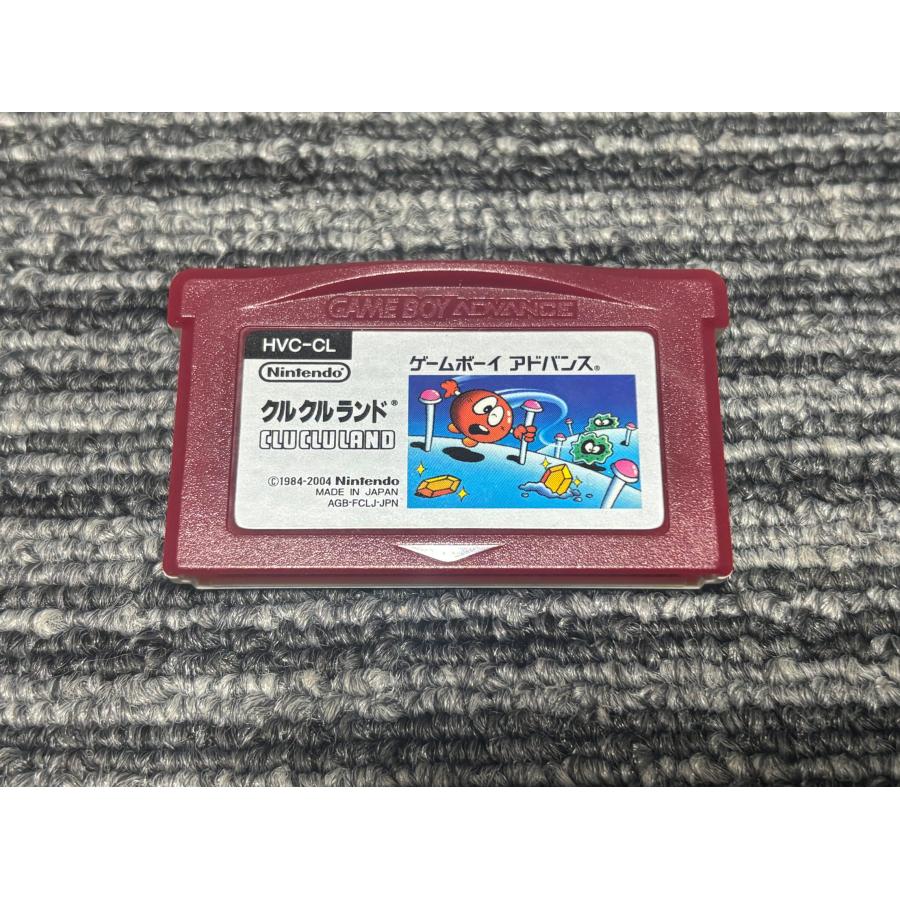 GAME BOY ADVANCE
HVC-CL
Nintendo®
ゲームボーイ アドバンス®
クルクルランド®
CLU CLU LAND
©1984-2004 Nintendo
MADE IN JAPAN
AGB-FCLJ-JPN